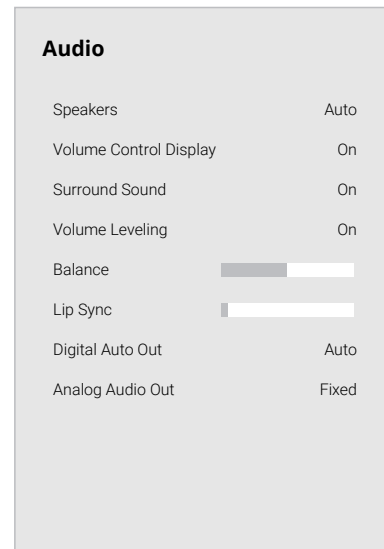 Audio
Speakers Auto
Volume Control Display On
Surround Sound On
Volume Leveling On
Balance
Lip Sync
Digital Auto Out Auto
Analog Audio Out Fixed